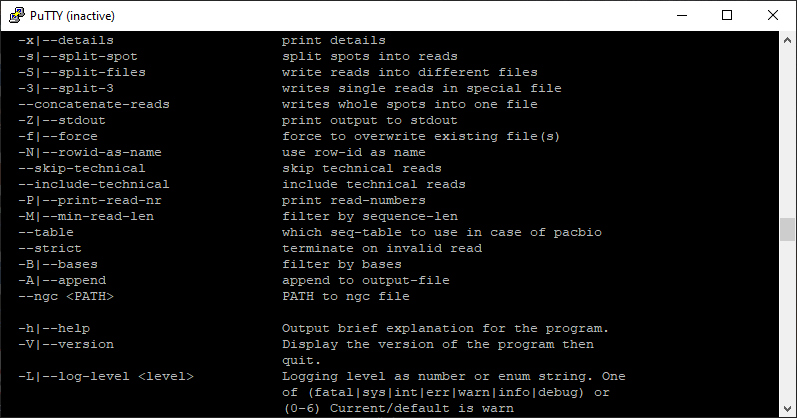 PuTTY (inactive)
-x|--details print details
-s|--split-spot split spots into reads
-S|--split-files write reads into different files
-3|--split-3 writes single reads in special file
--concatenate-reads writes whole spots into one file
-Z|--stdout print output to stdout
-f|--force force to overwrite existing file(s)
-N|--rowid-as-name use row-id as name
--skip-technical skip technical reads
--include-technical include technical reads
-P|--print-read-nr print read-numbers
-M|--min-read-len filter by sequence-len
--table which seq-table to use in case of pacbio
--strict terminate on invalid read
-B|--bases filter by bases
-A|--append append to output-file
--ngc <PATH> PATH to ngc file
-h|--help Output brief explanation for the program.
-V|--version Display the version of the program then
quit.
-L|--log-level <level> Logging level as number or enum string. One
of (fatal|sys|int|err|warn|info|debug) or
(0-6) Current/default is warn